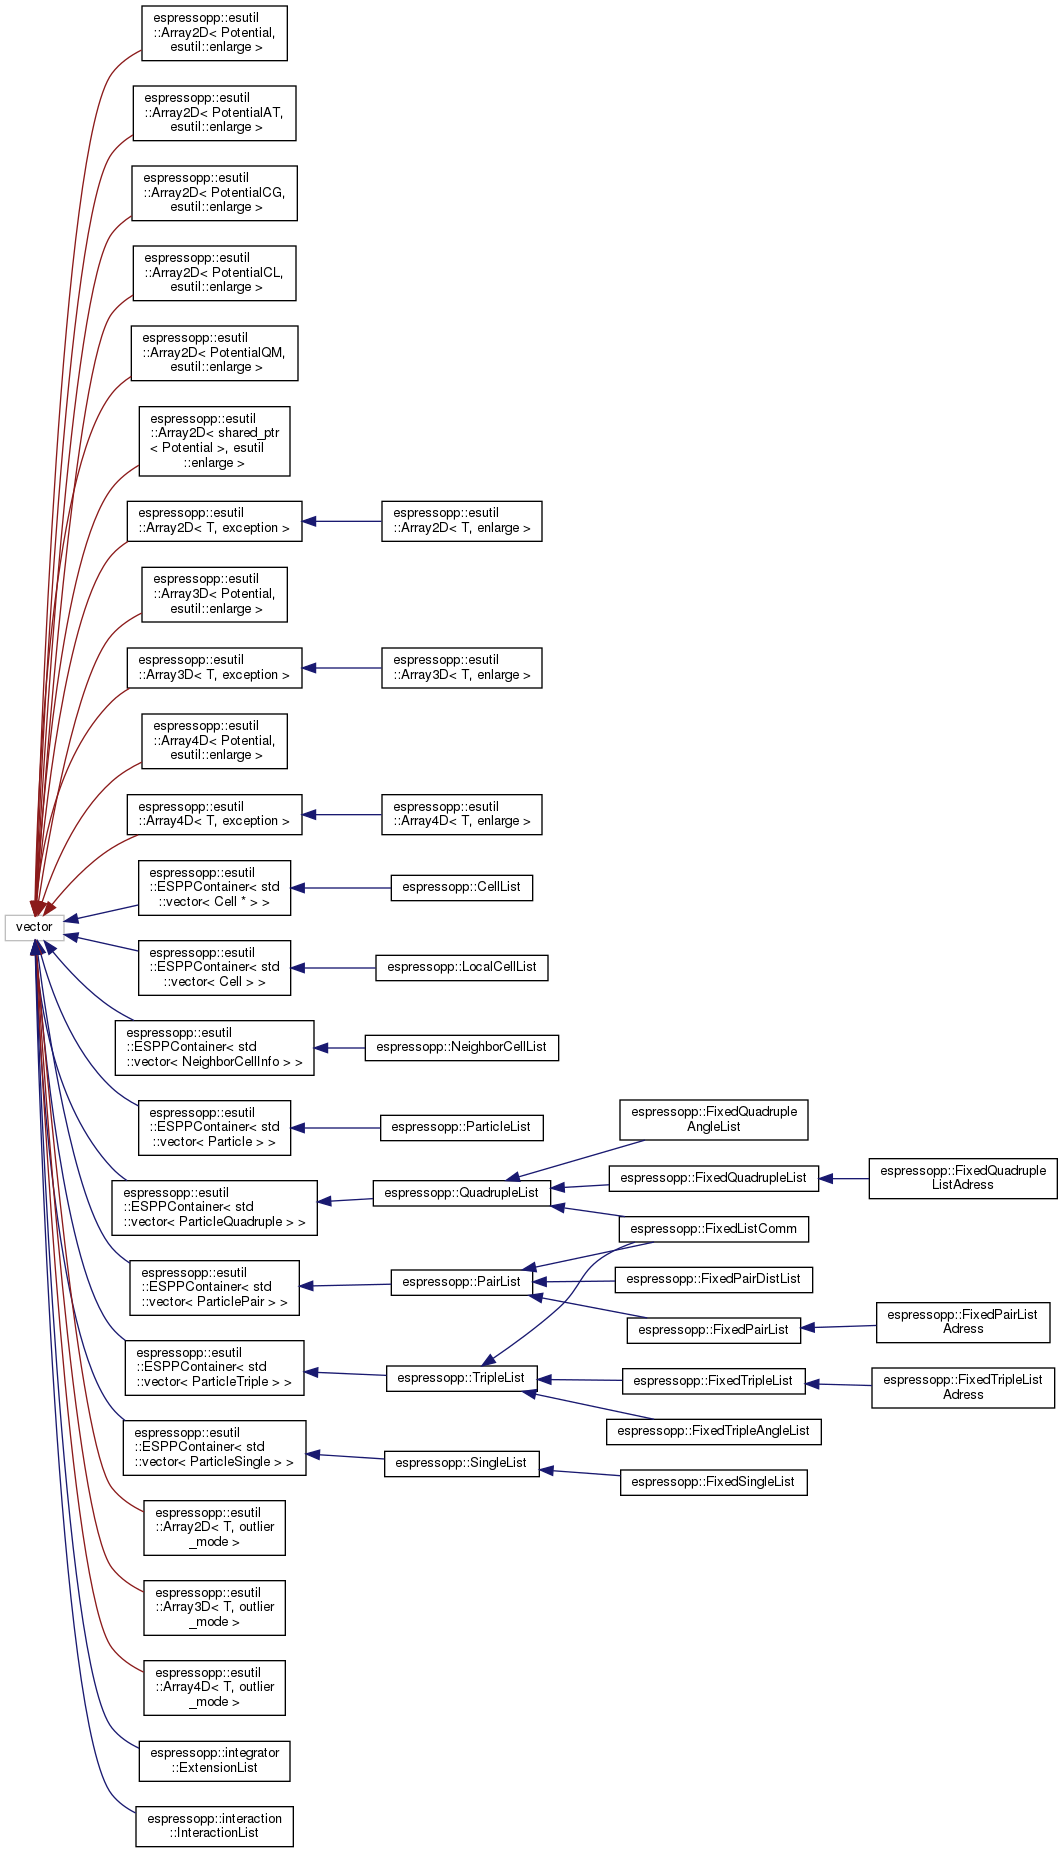 espressopp::esutil
::Array2D< Potential,
esutil::enlarge >
espressopp::esutil
::Array2D< PotentialAT,
esutil::enlarge >
espressopp::esutil
::Array2D< PotentialCG,
esutil::enlarge >
espressopp::esutil
::Array2D< PotentialCL,
esutil::enlarge >
espressopp::esutil
::Array2D< PotentialQM,
esutil::enlarge >
espressopp::esutil
::Array2D< shared_ptr
< Potential >, esutil
::enlarge >
espressopp::esutil
::Array2D< T, exception >
espressopp::esutil
::Array2D< T, enlarge >
espressopp::esutil
::Array3D< Potential,
esutil::enlarge >
espressopp::esutil
::Array3D< T, exception >
espressopp::esutil
::Array3D< T, enlarge >
espressopp::esutil
::Array4D< Potential,
esutil::enlarge >
espressopp::esutil
::Array4D< T, exception >
espressopp::esutil
::Array4D< T, enlarge >
espressopp::esutil
::ESPPContainer< std
::vector< Cell * > >
espressopp::CellList
vector
espressopp::esutil
::ESPPContainer< std
::vector< Cell > >
espressopp::LocalCellList
espressopp::esutil
::ESPPContainer< std
::vector< NeighborCellInfo > >
espressopp::NeighborCellList
espressopp::esutil
::ESPPContainer< std
::vector< Particle > >
espressopp::ParticleList
espressopp::FixedQuadruple
AngleList
espressopp::esutil
::ESPPContainer< std
::vector< ParticleQuadruple > >
espressopp::QuadrupleList
espressopp::FixedQuadrupleList
espressopp::FixedQuadruple
ListAdress
espressopp::FixedListComm
espressopp::esutil
::ESPPContainer< std
::vector< ParticlePair > >
espressopp::PairList
espressopp::FixedPairDistList
espressopp::FixedPairList
espressopp::FixedPairList
Adress
espressopp::esutil
::ESPPContainer< std
::vector< ParticleTriple > >
espressopp::TripleList
espressopp::FixedTripleList
espressopp::FixedTripleList
Adress
espressopp::FixedTripleAngleList
espressopp::esutil
::ESPPContainer< std
::vector< ParticleSingle > >
espressopp::SingleList
espressopp::FixedSingleList
espressopp::esutil
::Array2D< T, outlier
_mode >
espressopp::esutil
::Array3D< T, outlier
_mode >
espressopp::esutil
::Array4D< T, outlier
_mode >
espressopp::integrator
::ExtensionList
espressopp::interaction
::InteractionList